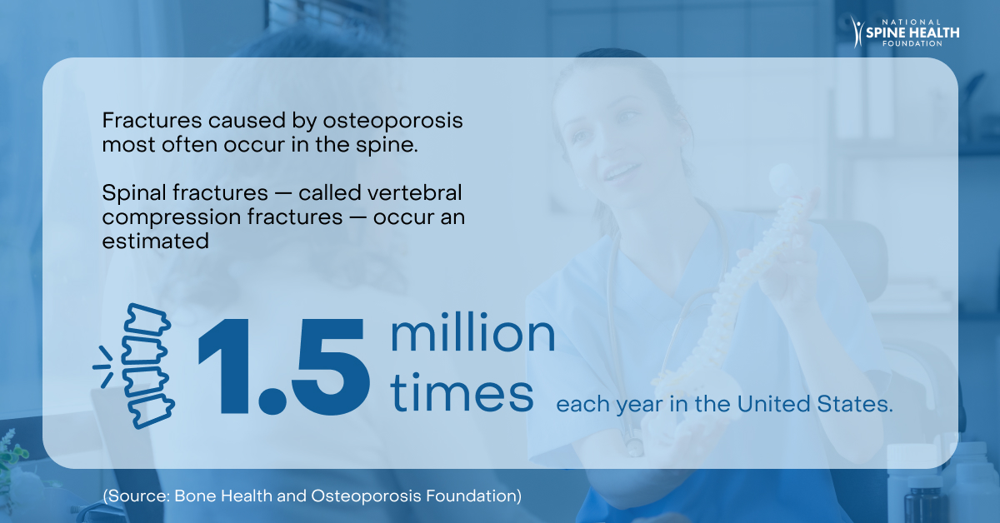 NATIONAL
SPINE HEALTH
FOUNDATION
Fractures caused by osteoporosis
most often occur in the spine.
Spinal fractures — called vertebral
compression fractures — occur an
estimated
1.5 million
times each year in the United States.
(Source: Bone Health and Osteoporosis Foundation)